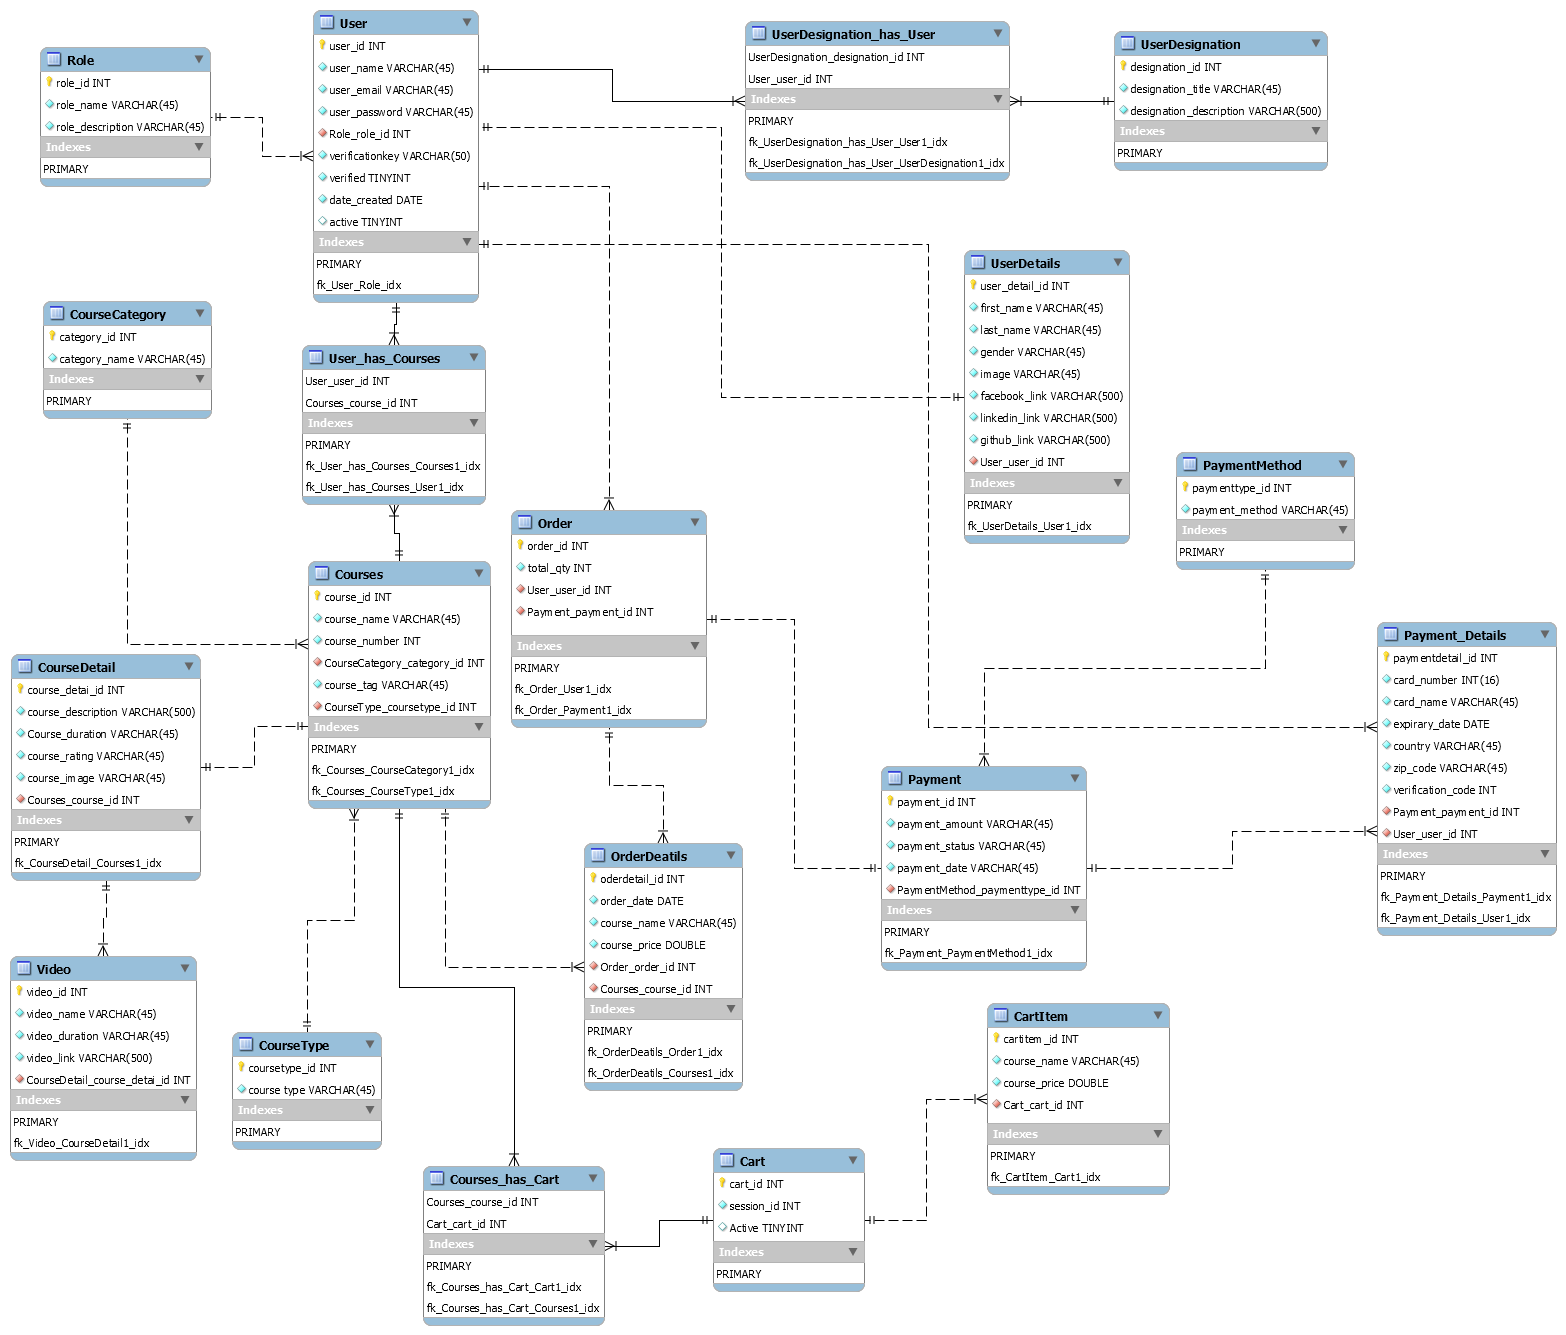 User
user_id INT
user_name VARCHAR(45)
user_email VARCHAR(45)
user_password VARCHAR(45)
Role_role_id INT
verificationkey VARCHAR(50)
verified TINYINT
date_created DATE
active TINYINT
Indexes
PRIMARY
fk_User_Role_idx
UserDesignation_has_User
UserDesignation_designation_id INT
User_user_id INT
Indexes
PRIMARY
fk_UserDesignation_has_User_User1_idx
fk_UserDesignation_has_User_UserDesignation1_idx
UserDesignation
designation_id INT
designation_title VARCHAR(45)
designation_description VARCHAR(500)
Indexes
PRIMARY
Role
role_id INT
role_name VARCHAR(45)
role_description VARCHAR(45)
Indexes
PRIMARY
UserDetails
user_detail_id INT
first_name VARCHAR(45)
last_name VARCHAR(45)
gender VARCHAR(45)
image VARCHAR(45)
facebook_link VARCHAR(500)
linkedin_link VARCHAR(500)
github_link VARCHAR(500)
User_user_id INT
Indexes
PRIMARY
fk_UserDetails_User1_idx
CourseCategory
category_id INT
category_name VARCHAR(45)
Indexes
PRIMARY
User_has_Courses
User_user_id INT
Courses_course_id INT
Indexes
PRIMARY
fk_User_has_Courses_Courses1_idx
fk_User_has_Courses_User1_idx
PaymentMethod
paymenttype_id INT
payment_method VARCHAR(45)
Indexes
PRIMARY
Order
order_id INT
total_qty INT
User_user_id INT
Payment_payment_id INT
Indexes
PRIMARY
fk_Order_User1_idx
fk_Order_Payment1_idx
Courses
course_id INT
course_name VARCHAR(45)
course_number INT
CourseCategory_category_id INT
course_tag VARCHAR(45)
CourseType_coursetype_id INT
Indexes
PRIMARY
fk_Courses_CourseCategory1_idx
fk_Courses_CourseType1_idx
Payment_Details
paymentdetail_id INT
card_number INT(16)
card_name VARCHAR(45)
expirary_date DATE
country VARCHAR(45)
zip_code VARCHAR(45)
verification_code INT
Payment_payment_id INT
User_user_id INT
Indexes
PRIMARY
fk_Payment_Details_Payment1_idx
fk_Payment_Details_User1_idx
CourseDetail
course_detai_id INT
course_description VARCHAR(500)
Course_duration VARCHAR(45)
course_rating VARCHAR(45)
course_image VARCHAR(45)
Courses_course_id INT
Indexes
PRIMARY
fk_CourseDetail_Courses1_idx
Payment
payment_id INT
payment_amount VARCHAR(45)
payment_status VARCHAR(45)
payment_date VARCHAR(45)
PaymentMethod_paymenttype_id INT
Indexes
PRIMARY
fk_Payment_PaymentMethod1_idx
OrderDeatils
oderdetail_id INT
order_date DATE
course_name VARCHAR(45)
course_price DOUBLE
Order_order_id INT
Courses_course_id INT
Indexes
PRIMARY
fk_OrderDeatils_Order1_idx
fk_OrderDeatils_Courses1_idx
Video
video_id INT
video_name VARCHAR(45)
video_duration VARCHAR(45)
video_link VARCHAR(500)
CourseDetail_course_detai_id INT
Indexes
PRIMARY
fk_Video_CourseDetail1_idx
CourseType
coursetype_id INT
course type VARCHAR(45)
Indexes
PRIMARY
CartItem
cartitem_id INT
course_name VARCHAR(45)
course_price DOUBLE
Cart_cart_id INT
Indexes
PRIMARY
fk_CartItem_Cart1_idx
Courses_has_Cart
Courses_course_id INT
Cart_cart_id INT
Indexes
PRIMARY
fk_Courses_has_Cart_Cart1_idx
fk_Courses_has_Cart_Courses1_idx
Cart
cart_id INT
session_id INT
Active TINYINT
Indexes
PRIMARY